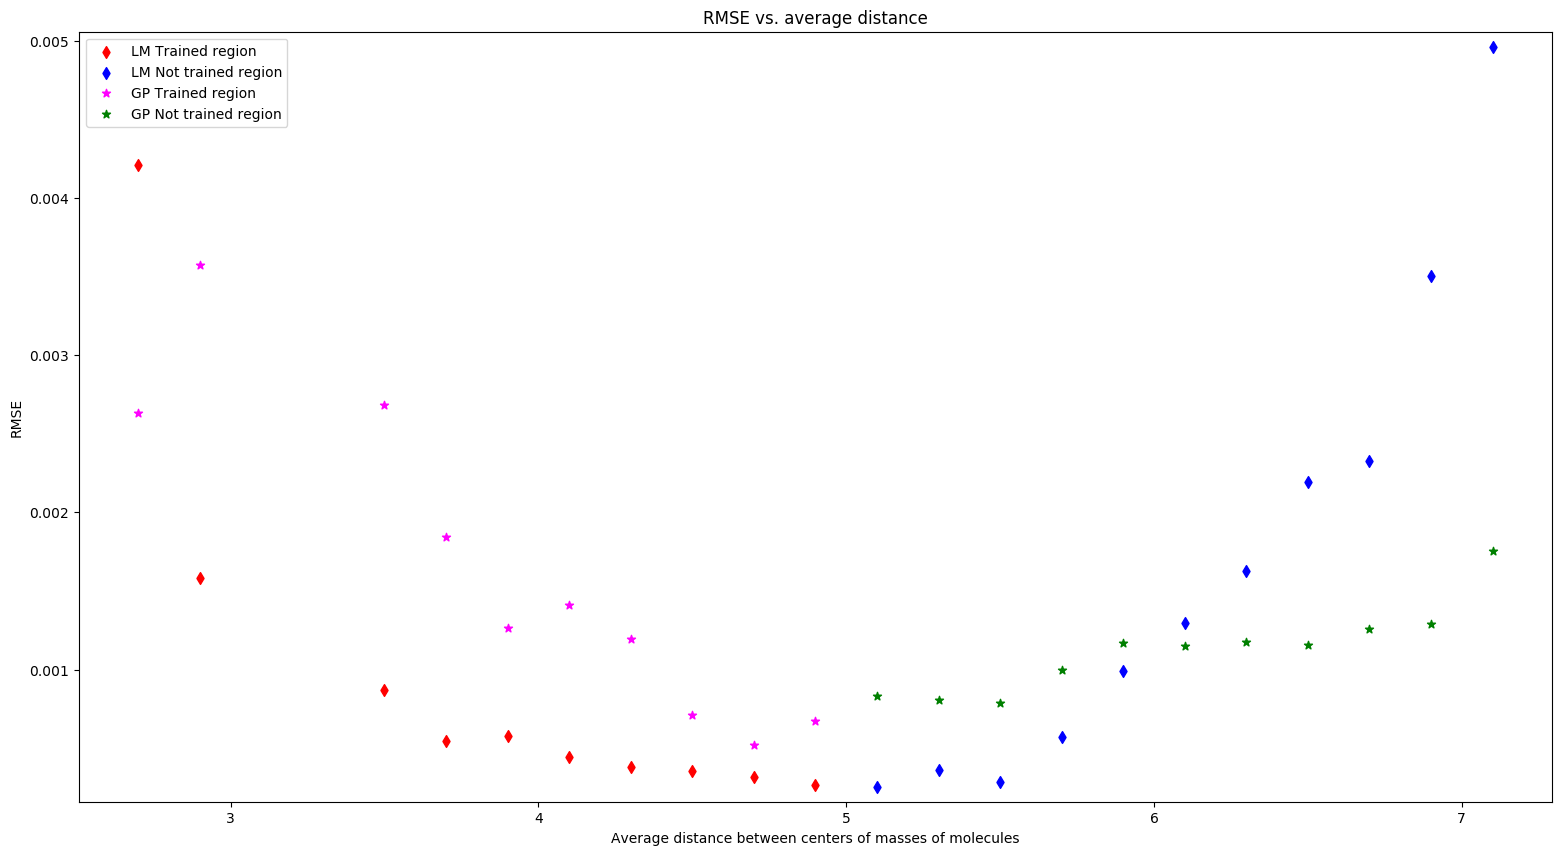 RMSE vs. average distance
LM Trained region
LM Not trained region
GP Trained region
GP Not trained region
0.005
0.004
0.003
0.002
0.001
RMSE
3 4 5 6 7
Average distance between centers of masses of molecules